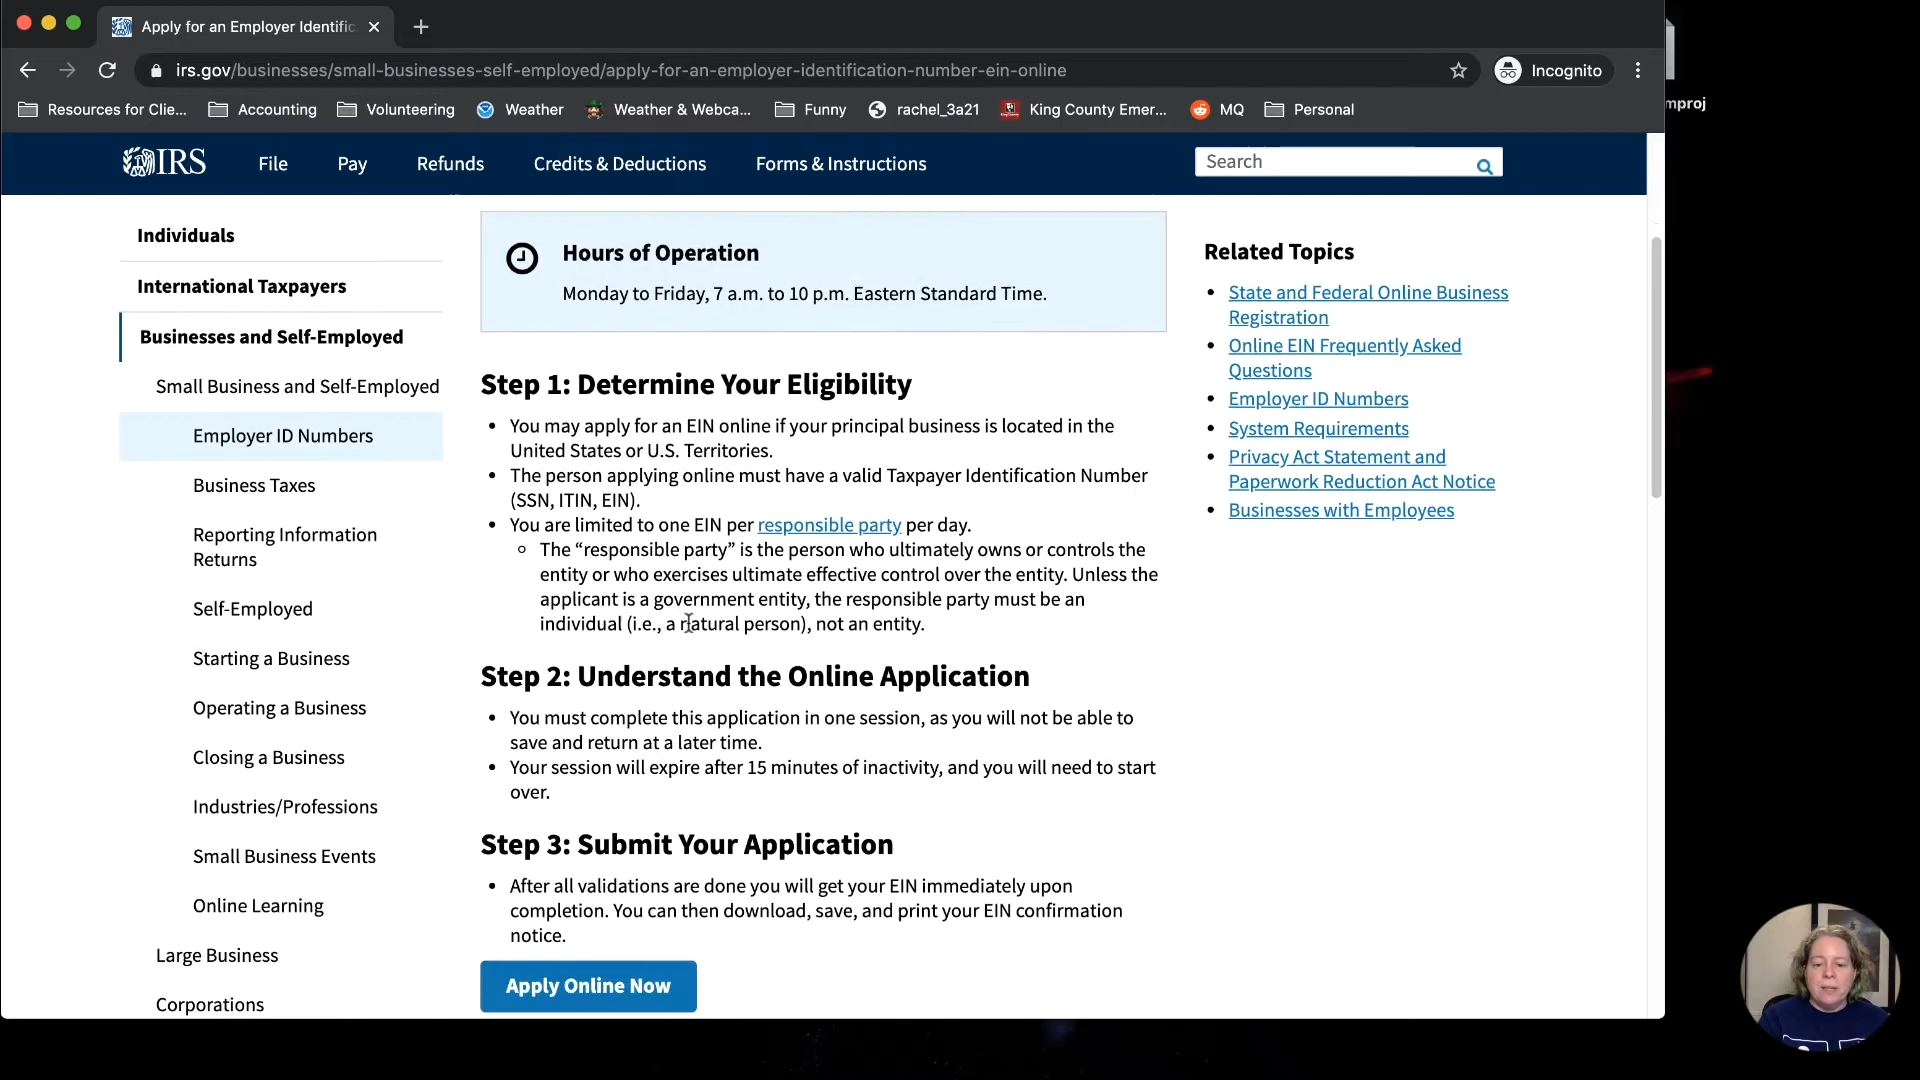 Apply for an Employer Identific
irs.gov/businesses/small-businesses-self-employed/apply-for-an-employer-identification-number-ein-online
Incognito
Resources for Clie...
Accounting
Volunteering
Weather
Weather & Webca...
Funny
rachel_3a21
King County Emer...
MQ
Personal
mproj
IRS
File
Pay
Refunds
Credits & Deductions
Forms & Instructions
Search
Individuals
International Taxpayers
Businesses and Self-Employed
Small Business and Self-Employed
Employer ID Numbers
Business Taxes
Reporting Information
Returns
Self-Employed
Starting a Business
Operating a Business
Closing a Business
Industries/Professions
Small Business Events
Online Learning
Large Business
Corporations
Hours of Operation
Monday to Friday, 7 a.m. to 10 p.m. Eastern Standard Time.
Step 1: Determine Your Eligibility
• You may apply for an EIN online if your principal business is located in the
United States or U.S. Territories.
• The person applying online must have a valid Taxpayer Identification Number
(SSN, ITIN, EIN).
• You are limited to one EIN per responsible party per day.
○ The “responsible party” is the person who ultimately owns or controls the
entity or who exercises ultimate effective control over the entity. Unless the
applicant is a government entity, the responsible party must be an
individual (i.e., a natural person), not an entity.
Step 2: Understand the Online Application
• You must complete this application in one session, as you will not be able to
save and return at a later time.
• Your session will expire after 15 minutes of inactivity, and you will need to start
over.
Step 3: Submit Your Application
• After all validations are done you will get your EIN immediately upon
completion. You can then download, save, and print your EIN confirmation
notice.
Apply Online Now
Related Topics
• State and Federal Online Business
Registration
• Online EIN Frequently Asked
Questions
• Employer ID Numbers
• System Requirements
• Privacy Act Statement and
Paperwork Reduction Act Notice
• Businesses with Employees